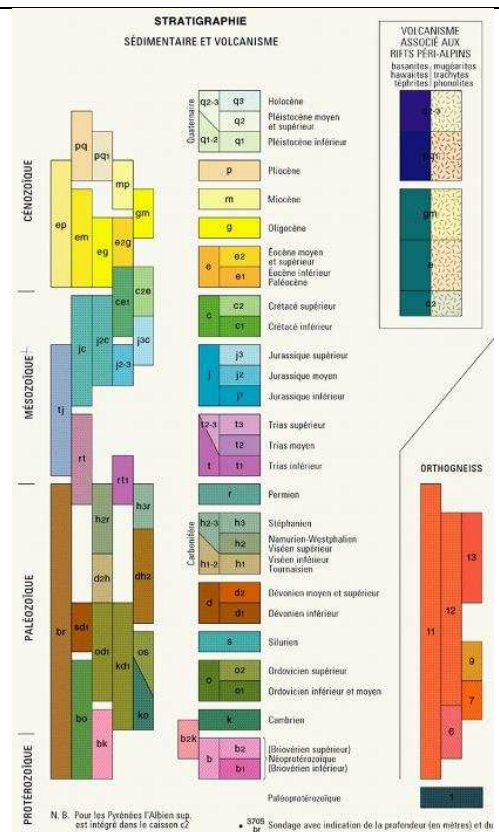 STRATIGRAPHIE
SÉDIMENTAIRE ET VOLCANISME
VOLCANISME
ASSOCIÉ AUX
RIFTS PÉRI-ALPINS
basanites mugéarites
hawaiites trachytes
téphrites phonolites
q2-3
pq1
gm
e
c2
CÉNOZOÏQUE
MÉSOZOÏQUE
PALÉOZOÏQUE
PROTÉROZOÏQUE
pq
pq1
mp
gm
ep
em
eg
e2g
ce1
c2e
jc
j2c
j3c
j2-3
tj
rt
rt1
h2r
h3r
d2h
dh2
br
sd1
od1
kd1
os
bo
ko
bk
Quaternaire
q2-3
q3
Holocène
q2
Pléistocène moyen
et supérieur
q1-2
q1
Pléistocène inférieur
p
Pliocène
m
Miocène
g
Oligocène
e
e2
Éocène moyen
et supérieur
e1
Éocène inférieur
Paléocène
c
c2
Crétacé supérieur
c1
Crétacé inférieur
j
j3
Jurassique supérieur
j2
Jurassique moyen
j1
Jurassique inférieur
t2-3
t3
Trias supérieur
t2
Trias moyen
t
t1
Trias inférieur
r
Permien
Carbonifère
h2-3
h3
Stéphanien
h2
Namurien-Westphalien
Viséen supérieur
h1-2
h1
Viséen inférieur
Tournaisien
d
d2
Dévonien moyen et supérieur
d1
Dévonien inférieur
s
Silurien
o
o2
Ordovicien supérieur
o1
Ordovicien inférieur et moyen
k
Cambrien
b2k
b
b2
(Briovérien supérieur)
Néoprotérozoïque
b1
(Briovérien inférieur)
ORTHOGNEISS
11
12
13
9
7
6
1
Paléoprotérozoïque
N. B. Pour les Pyrénées l'Albien sup.
est intégré dans le caisson c2
3705
br
Sondage avec indication de la profondeur (en mètres) et du